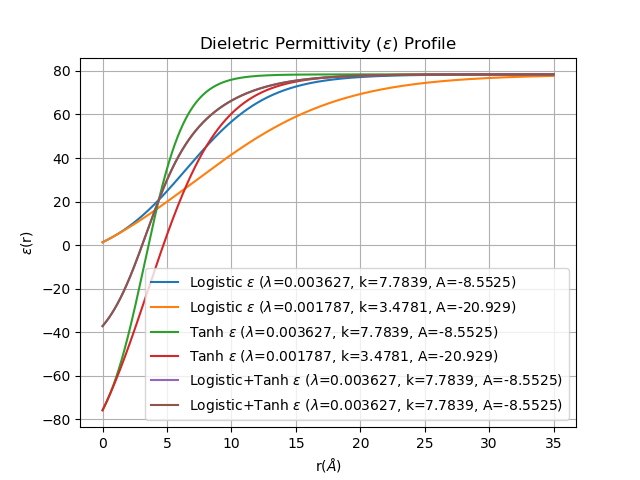 Dieletric Permittivity (ε) Profile
80
60
40
20
0
−20
−40
−60
−80
ε(r)
Logistic ε (λ=0.003627, k=7.7839, A=-8.5525)
Logistic ε (λ=0.001787, k=3.4781, A=-20.929)
Tanh ε (λ=0.003627, k=7.7839, A=-8.5525)
Tanh ε (λ=0.001787, k=3.4781, A=-20.929)
Logistic+Tanh ε (λ=0.003627, k=7.7839, A=-8.5525)
Logistic+Tanh ε (λ=0.003627, k=7.7839, A=-8.5525)
0 5 10 15 20 25 30 35
r(Å)